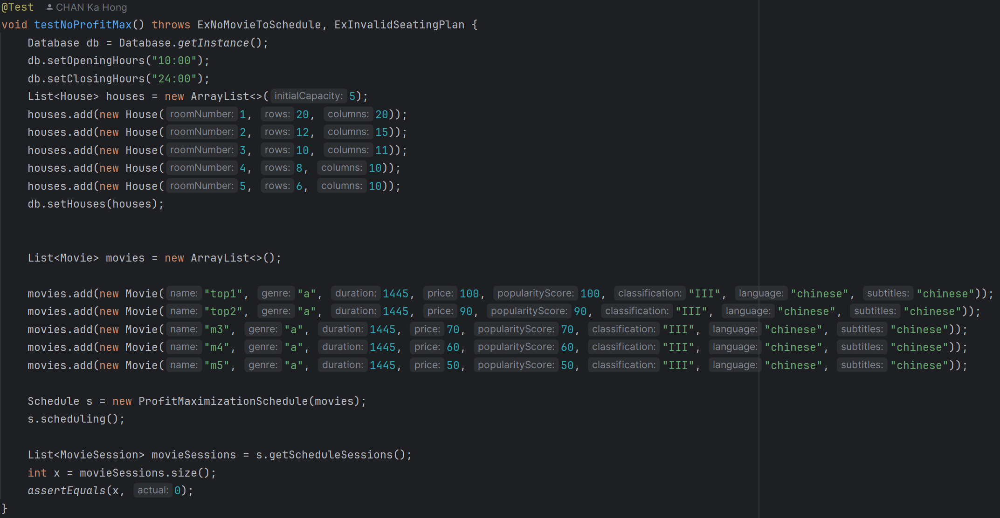 @Test CHAN Ka Hong
void testNoProfitMax() throws ExNoMovieToSchedule, ExInvalidSeatingPlan {
Database db = Database.getInstance();
db.setOpeningHours("10:00");
db.setClosingHours("24:00");
List<House> houses = new ArrayList<>( initialCapacity: 5);
houses.add(new House( roomNumber: 1, rows: 20, columns: 20));
houses.add(new House( roomNumber: 2, rows: 12, columns: 15));
houses.add(new House( roomNumber: 3, rows: 10, columns: 11));
houses.add(new House( roomNumber: 4, rows: 8, columns: 10));
houses.add(new House( roomNumber: 5, rows: 6, columns: 10));
db.setHouses(houses);
List<Movie> movies = new ArrayList<>();
movies.add(new Movie( name: "top1", genre: "a", duration: 1445, price: 100, popularityScore: 100, classification: "III", language: "chinese", subtitles: "chinese"));
movies.add(new Movie( name: "top2", genre: "a", duration: 1445, price: 90, popularityScore: 90, classification: "III", language: "chinese", subtitles: "chinese"));
movies.add(new Movie( name: "m3", genre: "a", duration: 1445, price: 70, popularityScore: 70, classification: "III", language: "chinese", subtitles: "chinese"));
movies.add(new Movie( name: "m4", genre: "a", duration: 1445, price: 60, popularityScore: 60, classification: "III", language: "chinese", subtitles: "chinese"));
movies.add(new Movie( name: "m5", genre: "a", duration: 1445, price: 50, popularityScore: 50, classification: "III", language: "chinese", subtitles: "chinese"));
Schedule s = new ProfitMaximizationSchedule(movies);
s.scheduling();
List<MovieSession> movieSessions = s.getScheduleSessions();
int x = movieSessions.size();
assertEquals(x, actual: 0);
}